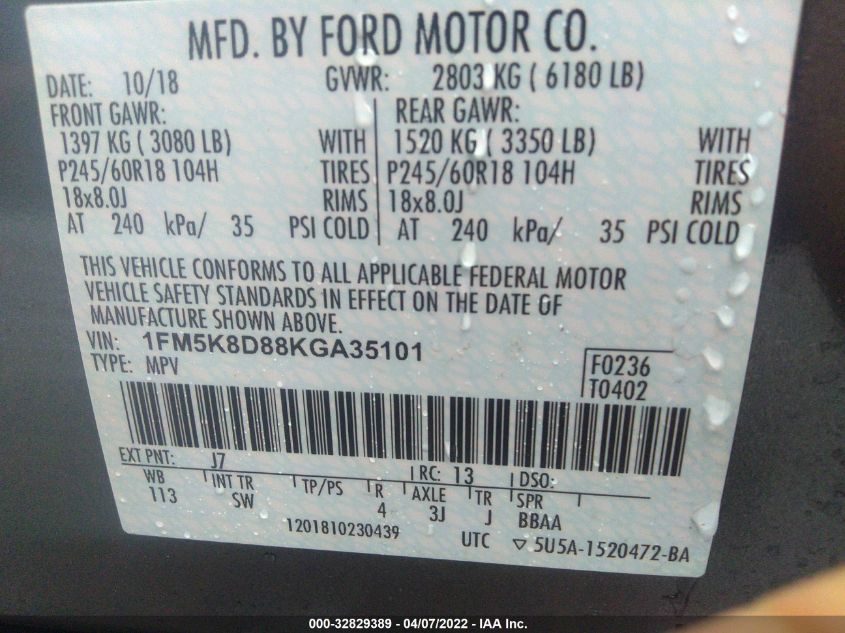 MFD. BY FORD MOTOR CO.
DATE: 10/18 GVWR: 2803 KG ( 6180 LB)
FRONT GAWR: REAR GAWR:
1397 KG ( 3080 LB) WITH 1520 KG ( 3350 LB) WITH
P245/60R18 104H TIRES P245/60R18 104H TIRES
18x8.0J RIMS 18x8.0J RIMS
AT 240 kPa/ 35 PSI COLD AT 240 kPa/ 35 PSI COLD
THIS VEHICLE CONFORMS TO ALL APPLICABLE FEDERAL MOTOR
VEHICLE SAFETY STANDARDS IN EFFECT ON THE DATE OF
MANUFACTURE SHOWN ABOVE.
VIN: 1FM5K8D88KGA35101
TYPE: MPV F0236
T0402
EXT PNT: J7 RC: 13 DSO:
WB INT TR TP/PS R AXLE TR SPR
113 SW 4 3J J BBAA
1201810230439 UTC ▽ 5U5A-1520472-BA
000-32829389 - 04/07/2022 - IAA Inc.